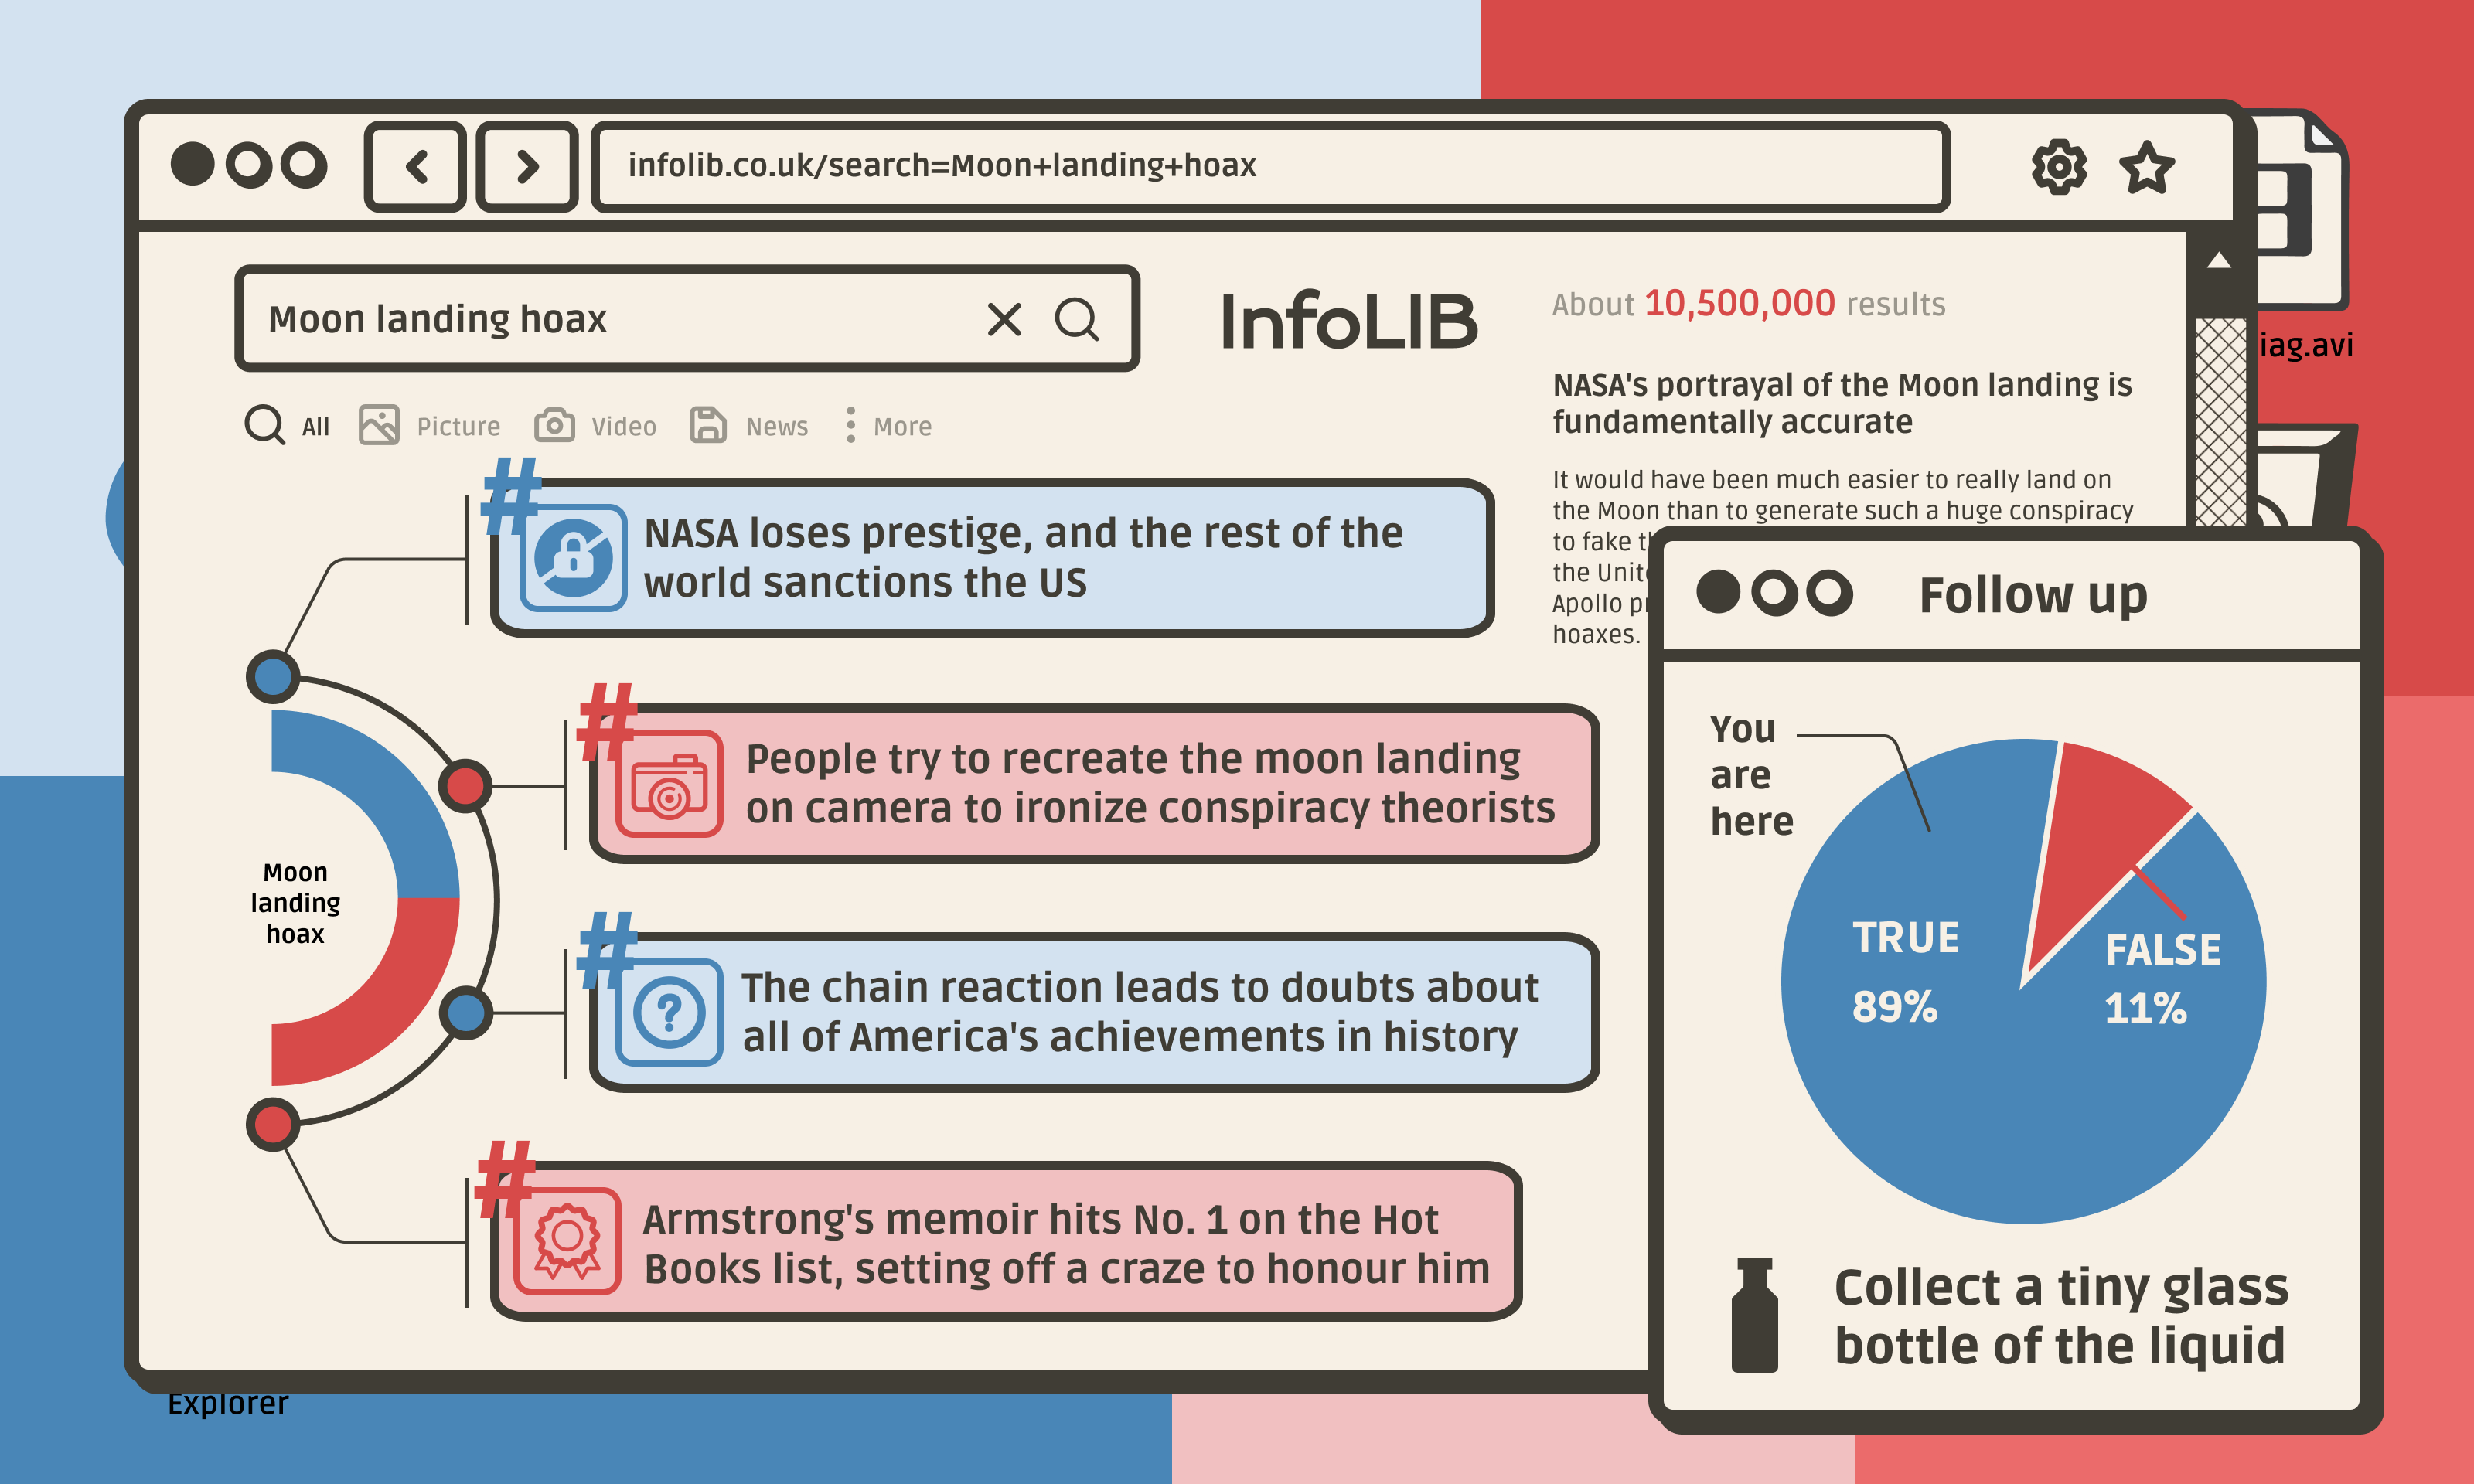 infolib.co.uk/search=Moon+landing+hoax
Moon landing hoax
InfoLIB
About 10,500,000 results
All Picture Video News More
NASA's portrayal of the Moon landing is
fundamentally accurate
It would have been much easier to really land on
the Moon than to generate such a huge conspiracy
to fake
the
Apollo
hoaxes.
iag.avi
#
NASA loses prestige, and the rest of the
world sanctions the US
#
People try to recreate the moon landing
on camera to ironize conspiracy theorists
Moon
landing
hoax
#
The chain reaction leads to doubts about
all of America's achievements in history
#
Armstrong's memoir hits No. 1 on the Hot
Books list, setting off a craze to honour him
Follow up
You
are
here
TRUE
89%
FALSE
11%
Collect a tiny glass
bottle of the liquid
Explorer